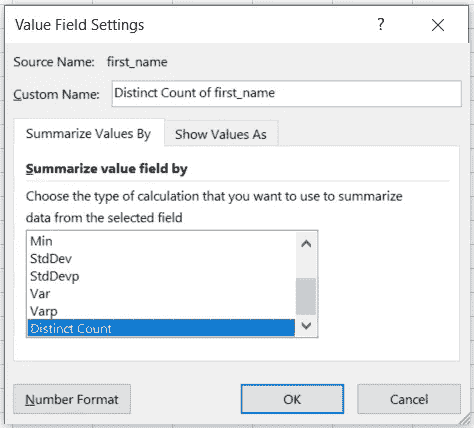 Value Field Settings ?
Source Name: first_name
Custom Name: Distinct Count of first_name
Summarize Values By Show Values As
Summarize value field by
Choose the type of calculation that you want to use to summarize
data from the selected field
Min
StdDev
StdDevp
Var
Varp
Distinct Count
Number Format OK Cancel